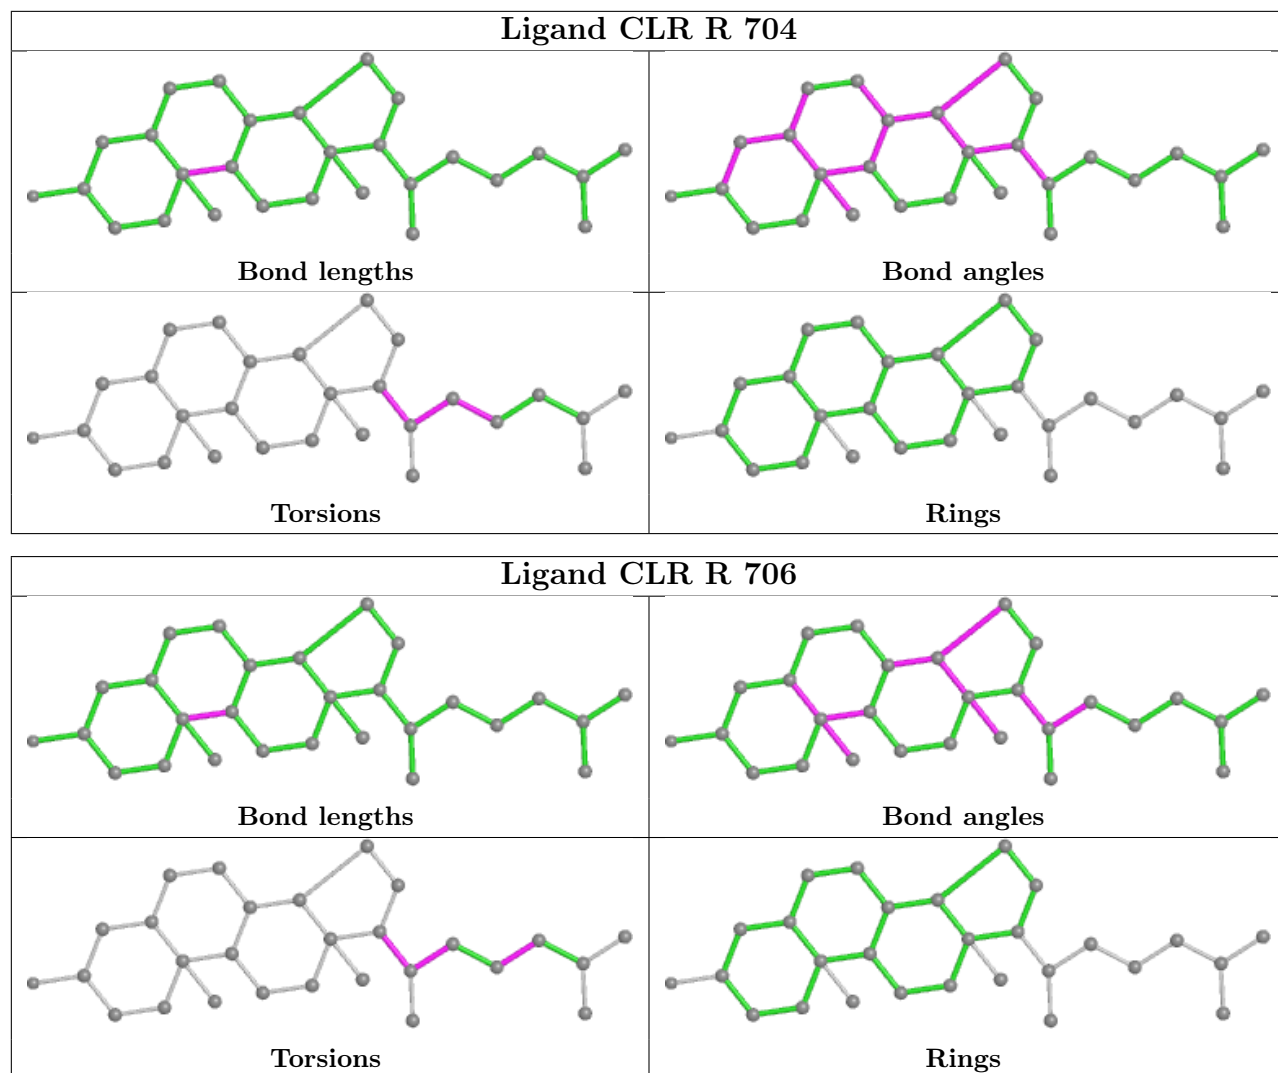 Ligand CLR R 704
Bond lengths
Bond angles
Torsions
Rings
Ligand CLR R 706
Bond lengths
Bond angles
Torsions
Rings